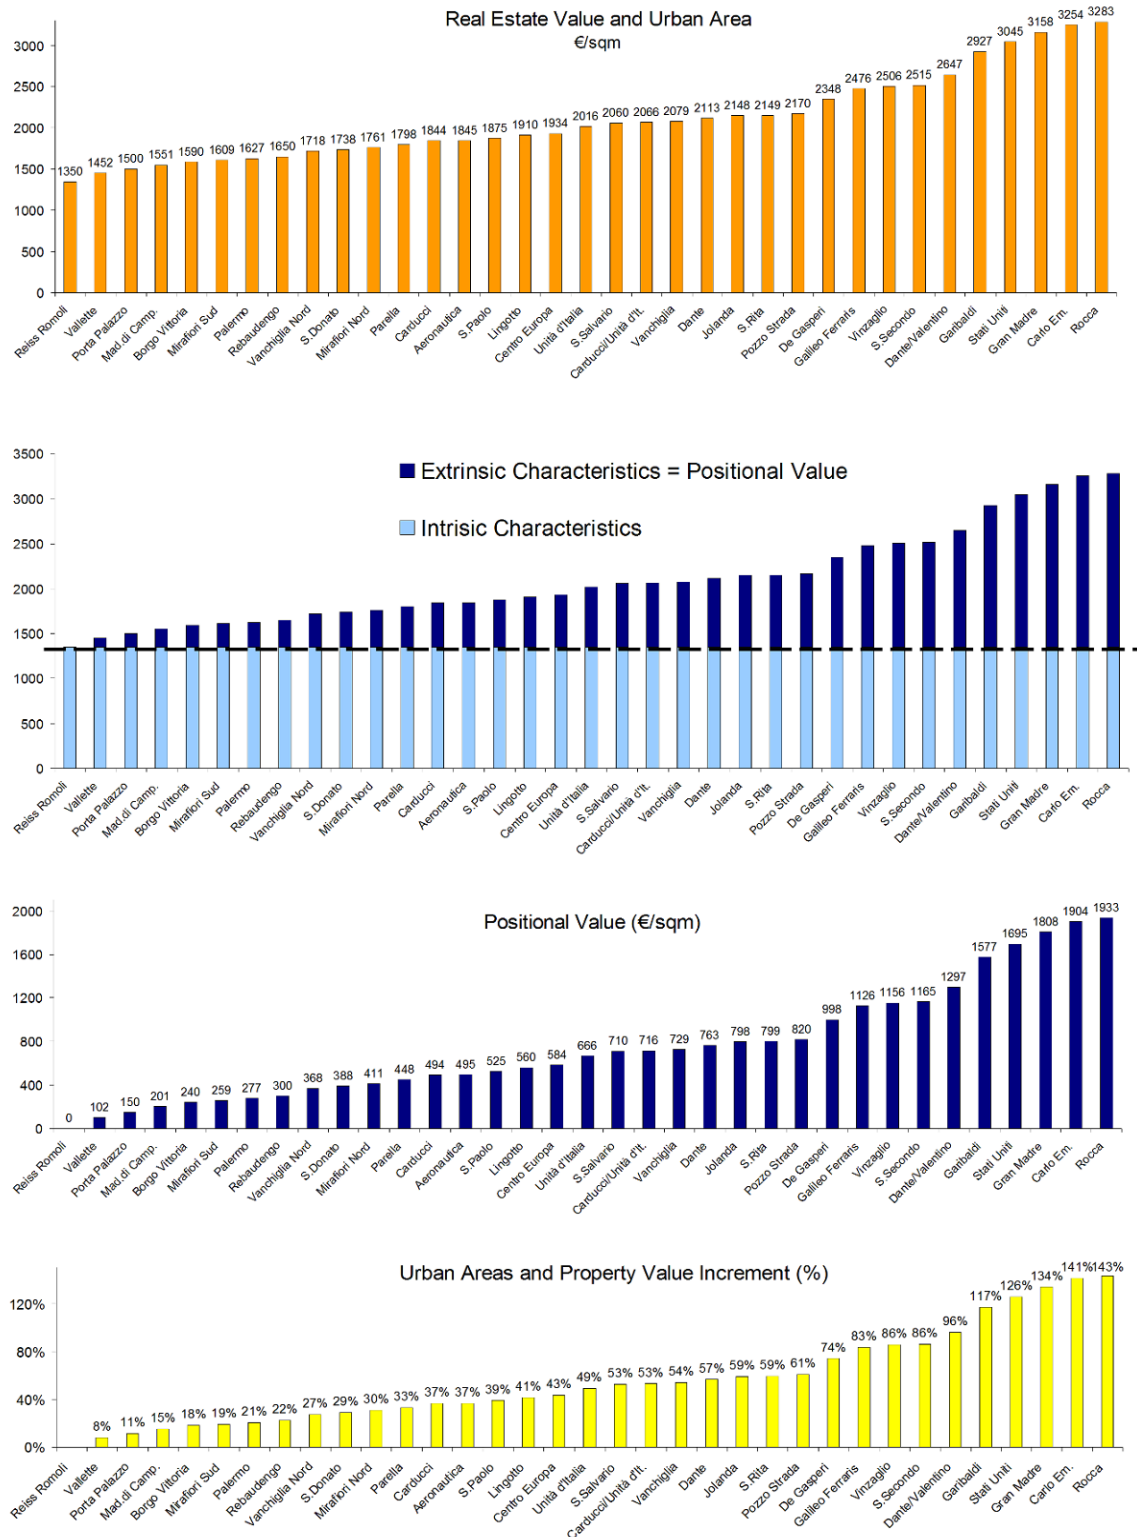 Real Estate Value and Urban Area
€/sqm
3000
2500
2000
1500
1000
500
0
1350 1452 1500 1551 1590 1609 1627 1650 1718 1738 1761 1798 1844 1845 1875 1910 1934 2016 2060 2066 2079 2113 2148 2149 2170 2348 2476 2506 2515 2647 2927 3045 3158 3254 3283
Reiss Romoli
Vallette
Porta Palazzo
Mad.di Camp.
Borgo Vittoria
Mirafiori Sud
Palermo
Rebaudengo
Vanchiglia Nord
S.Donato
Mirafiori Nord
Parella
Carducci
Aeronautica
S.Paolo
Lingotto
Centro Europa
Unità d'Italia
S.Salvario
Carducci/Unità d'It.
Vanchiglia
Dante
Jolanda
S.Rita
Pozzo Strada
De Gasperi
Galileo Ferraris
Vinzaglio
S.Secondo
Dante/Valentino
Garibaldi
Stati Uniti
Gran Madre
Carlo Em.
Rocca
3500
3000
2500
2000
1500
1000
500
0
Extrinsic Characteristics = Positional Value
Intrisic Characteristics
Reiss Romoli
Vallette
Porta Palazzo
Mad.di Camp.
Borgo Vittoria
Mirafiori Sud
Palermo
Rebaudengo
Vanchiglia Nord
S.Donato
Mirafiori Nord
Parella
Carducci
Aeronautica
S.Paolo
Lingotto
Centro Europa
Unità d'Italia
S.Salvario
Carducci/Unità d'It.
Vanchiglia
Dante
Jolanda
S.Rita
Pozzo Strada
De Gasperi
Galileo Ferraris
Vinzaglio
S.Secondo
Dante/Valentino
Garibaldi
Stati Uniti
Gran Madre
Carlo Em.
Rocca
Positional Value (€/sqm)
2000
1600
1200
800
400
0
0 102 150 201 240 259 277 300 368 388 411 448 494 495 525 560 584 666 710 716 729 763 798 799 820 998 1126 1156 1165 1297 1577 1695 1808 1904 1933
Reiss Romoli
Vallette
Porta Palazzo
Mad.di Camp.
Borgo Vittoria
Mirafiori Sud
Palermo
Rebaudengo
Vanchiglia Nord
S.Donato
Mirafiori Nord
Parella
Carducci
Aeronautica
S.Paolo
Lingotto
Centro Europa
Unità d'Italia
S.Salvario
Carducci/Unità d'It.
Vanchiglia
Dante
Jolanda
S.Rita
Pozzo Strada
De Gasperi
Galileo Ferraris
Vinzaglio
S.Secondo
Dante/Valentino
Garibaldi
Stati Uniti
Gran Madre
Carlo Em.
Rocca
Urban Areas and Property Value Increment (%)
120%
80%
40%
0%
8% 11% 15% 18% 19% 21% 22% 27% 29% 30% 33% 37% 37% 39% 41% 43% 49% 53% 53% 54% 57% 59% 59% 61% 74% 83% 86% 86% 96% 117% 126% 134% 141% 143%
Reiss Romoli
Vallette
Porta Palazzo
Mad.di Camp.
Borgo Vittoria
Mirafiori Sud
Palermo
Rebaudengo
Vanchiglia Nord
S.Donato
Mirafiori Nord
Parella
Carducci
Aeronautica
S.Paolo
Lingotto
Centro Europa
Unità d'Italia
S.Salvario
Carducci/Unità d'It.
Vanchiglia
Dante
Jolanda
S.Rita
Pozzo Strada
De Gasperi
Galileo Ferraris
Vinzaglio
S.Secondo
Dante/Valentino
Garibaldi
Stati Uniti
Gran Madre
Carlo Em.
Rocca